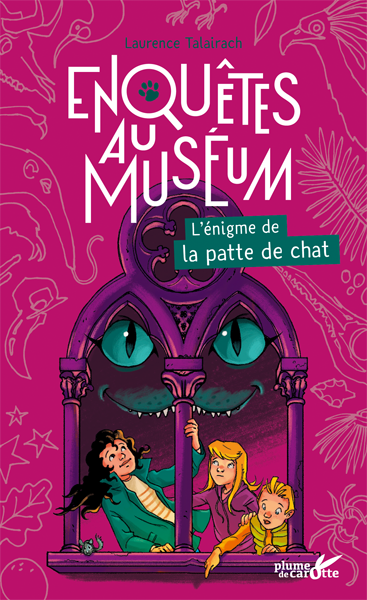 Laurence Talairach
ENQUÊTES
AU
MUSÉUM
L'énigme de
la patte de chat
plume
de carotte